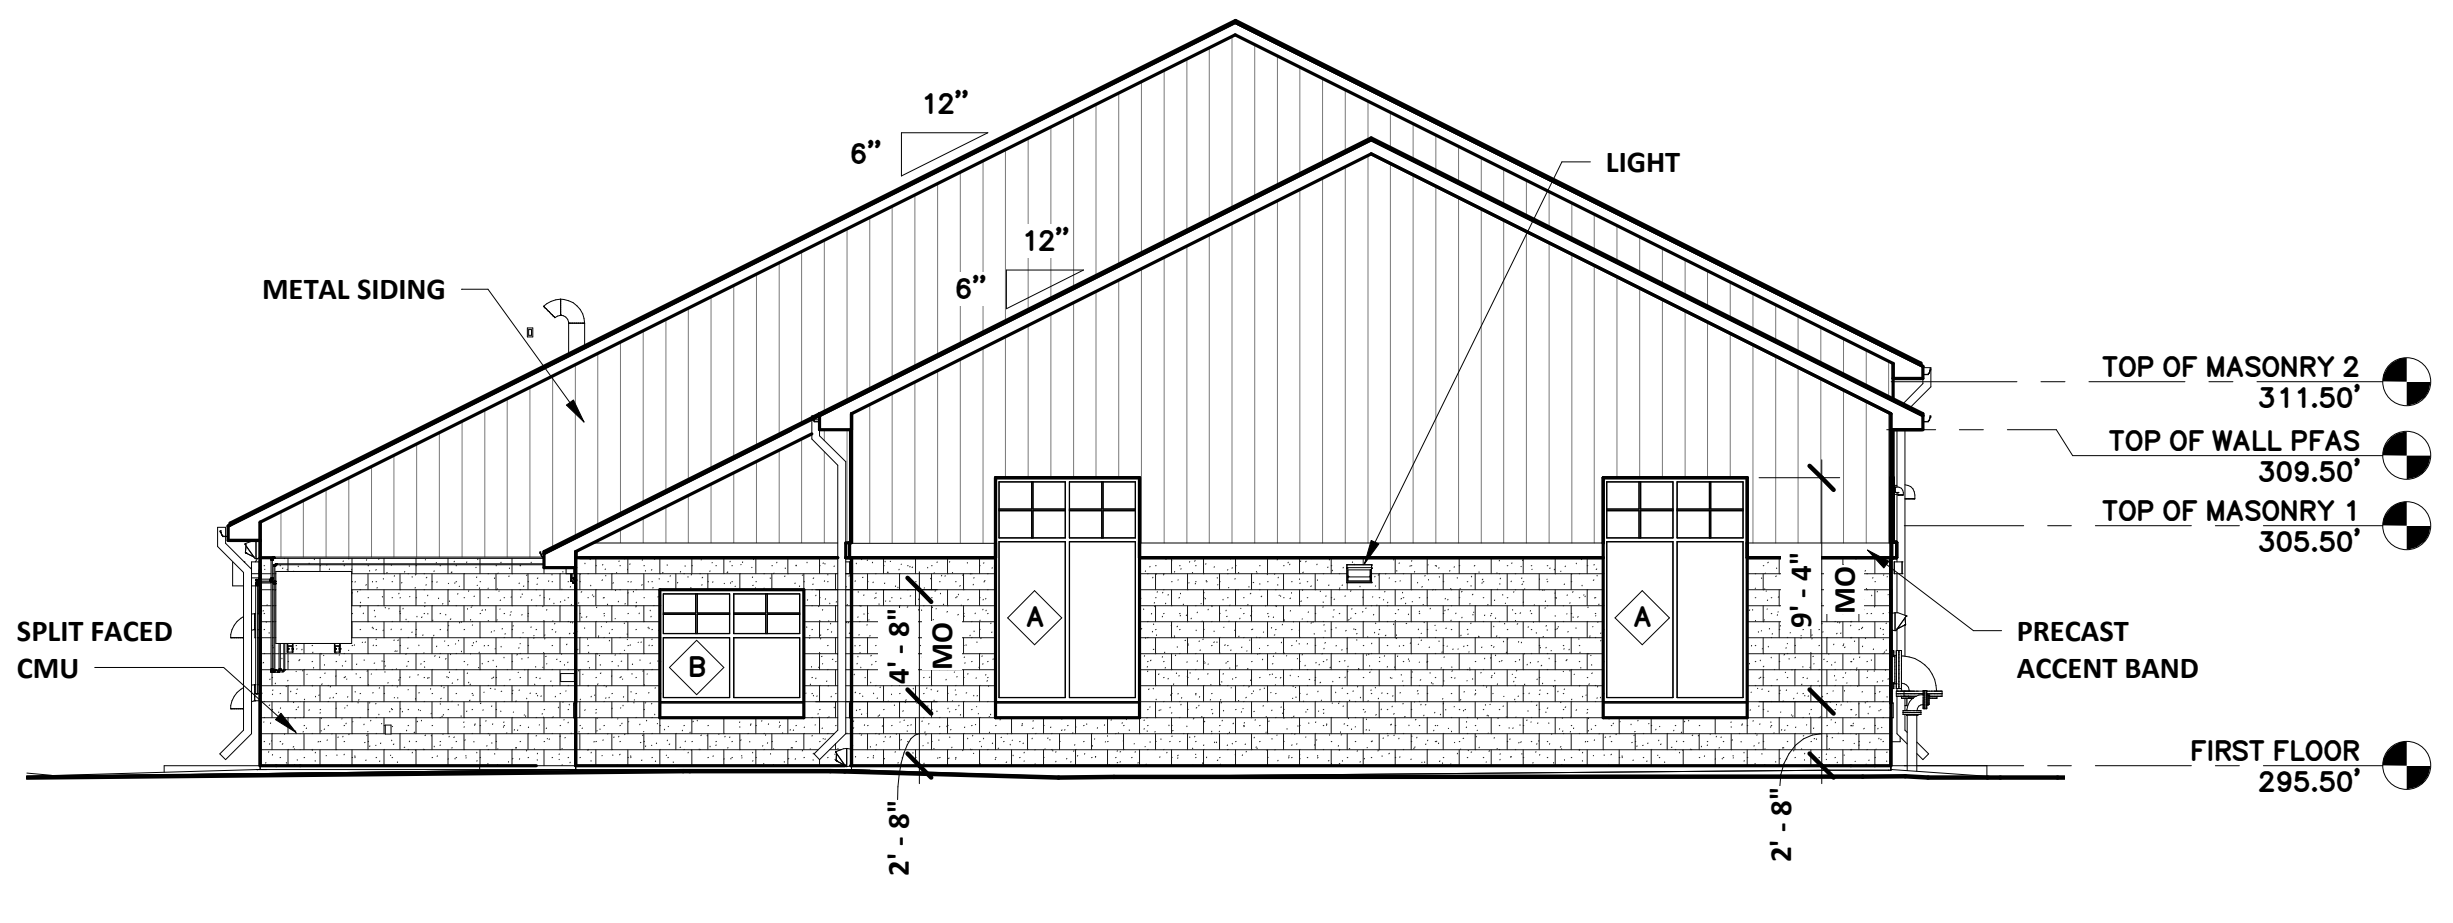 12”
6”
LIGHT
12”
6”
METAL SIDING
TOP OF MASONRY 2
311.50’
TOP OF WALL PFAS
309.50’
TOP OF MASONRY 1
305.50’
SPLIT FACED
CMU
B
4' - 8"
MO
A
A
9' - 4"
MO
PRECAST
ACCENT BAND
FIRST FLOOR
295.50’
2' - 8"
2' - 8"